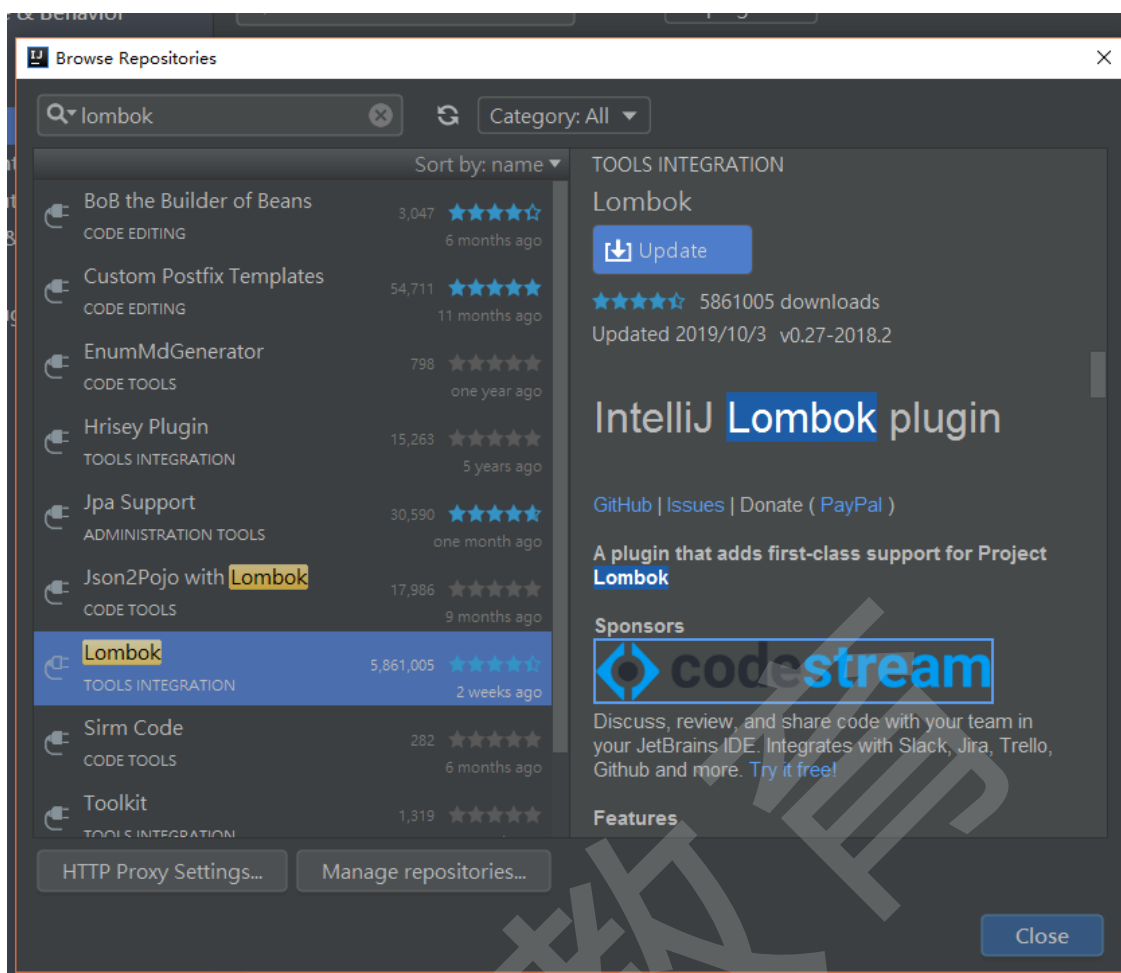 & Behavior
Browse Repositories
lombok
Category: All
Sort by: name
BoB the Builder of Beans
3,047
CODE EDITING
6 months ago
Custom Postfix Templates
54,711
CODE EDITING
11 months ago
EnumMdGenerator
798
CODE TOOLS
one year ago
Hrisey Plugin
15,263
TOOLS INTEGRATION
5 years ago
Jpa Support
30,590
ADMINISTRATION TOOLS
one month ago
Json2Pojo with Lombok
17,986
CODE TOOLS
9 months ago
Lombok
5,861,005
TOOLS INTEGRATION
2 weeks ago
Sirm Code
282
CODE TOOLS
6 months ago
Toolkit
1,319
TOOLS INTEGRATION
HTTP Proxy Settings...
Manage repositories...
TOOLS INTEGRATION
Lombok
Update
5861005 downloads
Updated 2019/10/3 v0.27-2018.2
IntelliJ Lombok plugin
GitHub | Issues | Donate ( PayPal )
A plugin that adds first-class support for Project
Lombok
Sponsors
codestream
Discuss, review, and share code with your team in
your JetBrains IDE. Integrates with Slack, Jira, Trello,
Github and more. Try it free!
Features
Close
教育